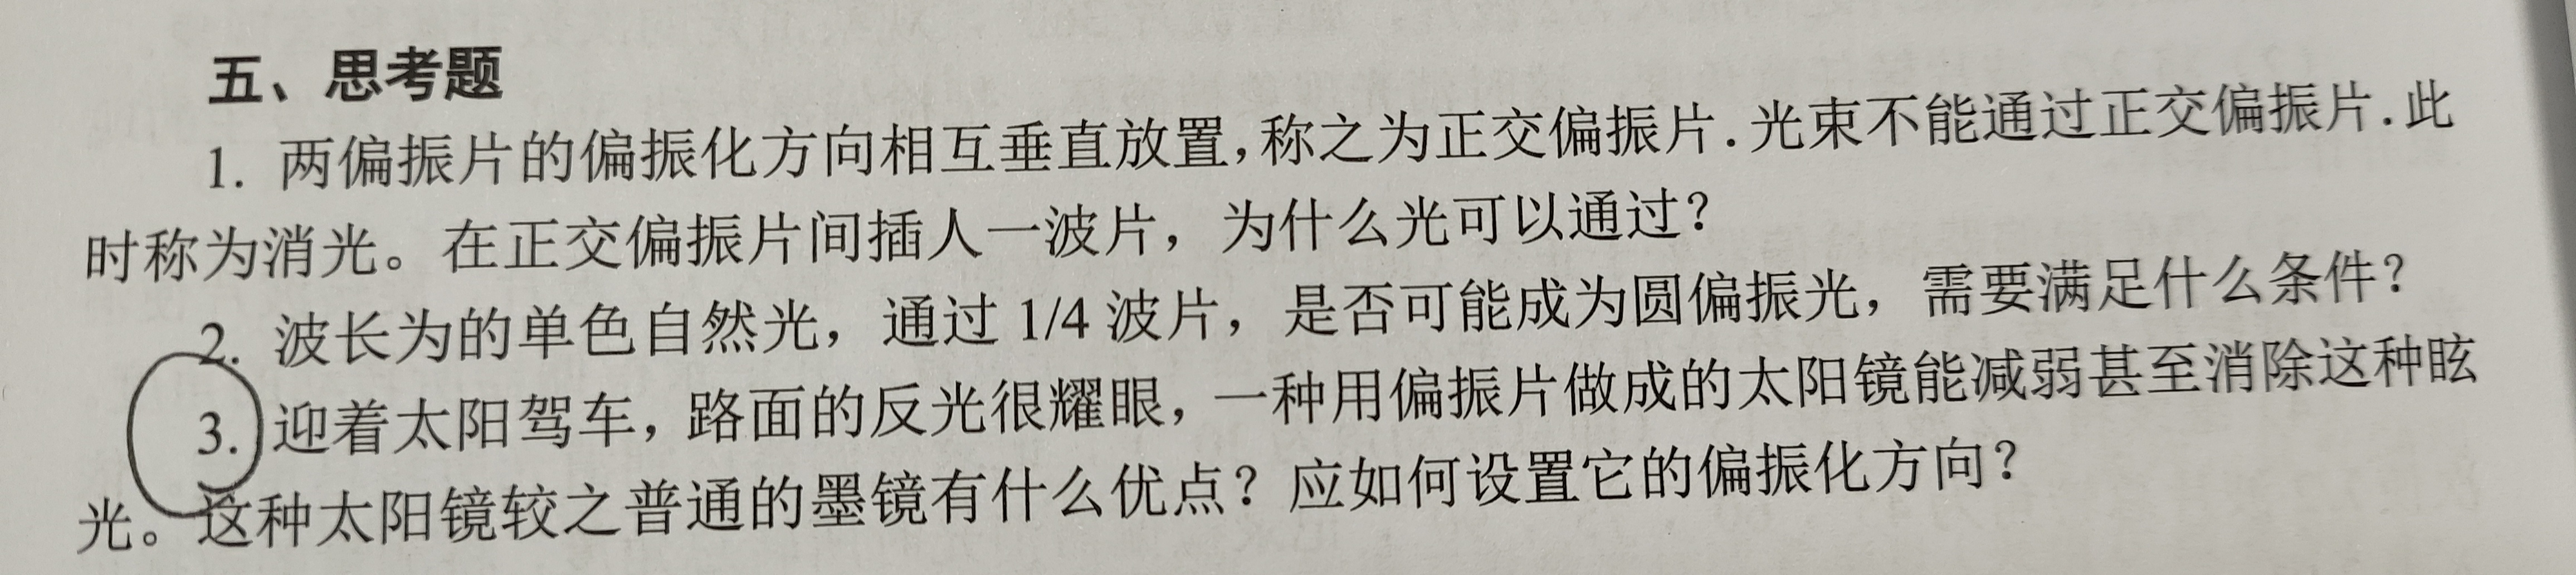 五、思考题
1. 两偏振片的偏振化方向相互垂直放置，称之为正交偏振片．光束不能通过正交偏振片．此
时称为消光。在正交偏振片间插人一波片，为什么光可以通过？
2. 波长为的单色自然光，通过 1/4 波片，是否可能成为圆偏振光，需要满足什么条件？
3. 迎着太阳驾车，路面的反光很耀眼，一种用偏振片做成的太阳镜能减弱甚至消除这种眩
光。这种太阳镜较之普通的墨镜有什么优点？应如何设置它的偏振化方向？